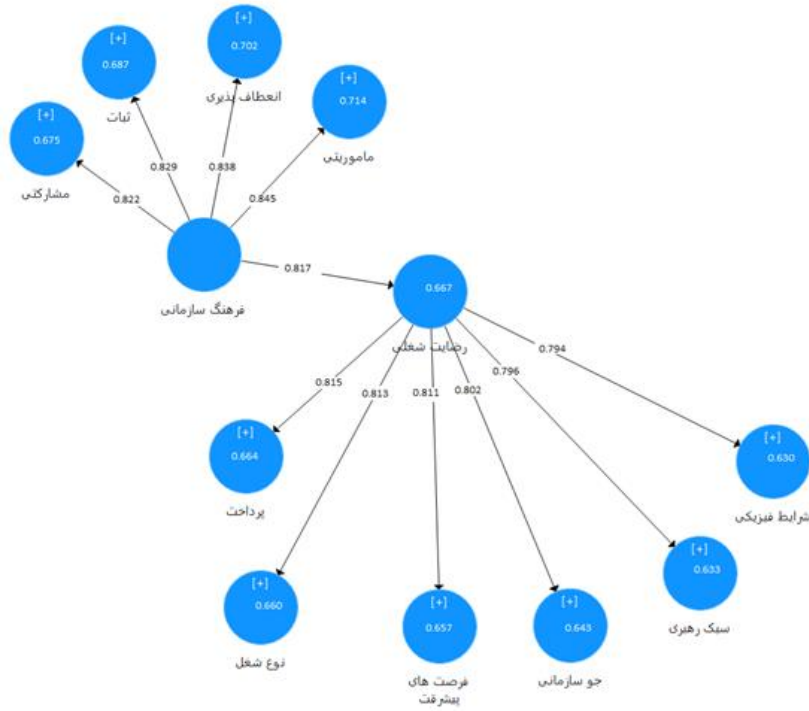 [+]
0.702
انعطاف پذیری
[+]
0.687
ثبات
[+]
0.714
ماموریتی
[+]
0.675
مشارکتی
0.829
0.838
0.845
0.822
فرهنگ سازمانی
0.817
0.667
رضایت شغلی
0.815
0.813
0.811
0.802
0.796
0.794
[+]
0.664
پرداخت
[+]
0.630
شرایط فیزیکی
[+]
0.633
سبک رهبری
[+]
0.660
نوع شغل
[+]
0.657
فرصت های
پیشرفت
[+]
0.643
جو سازمانی